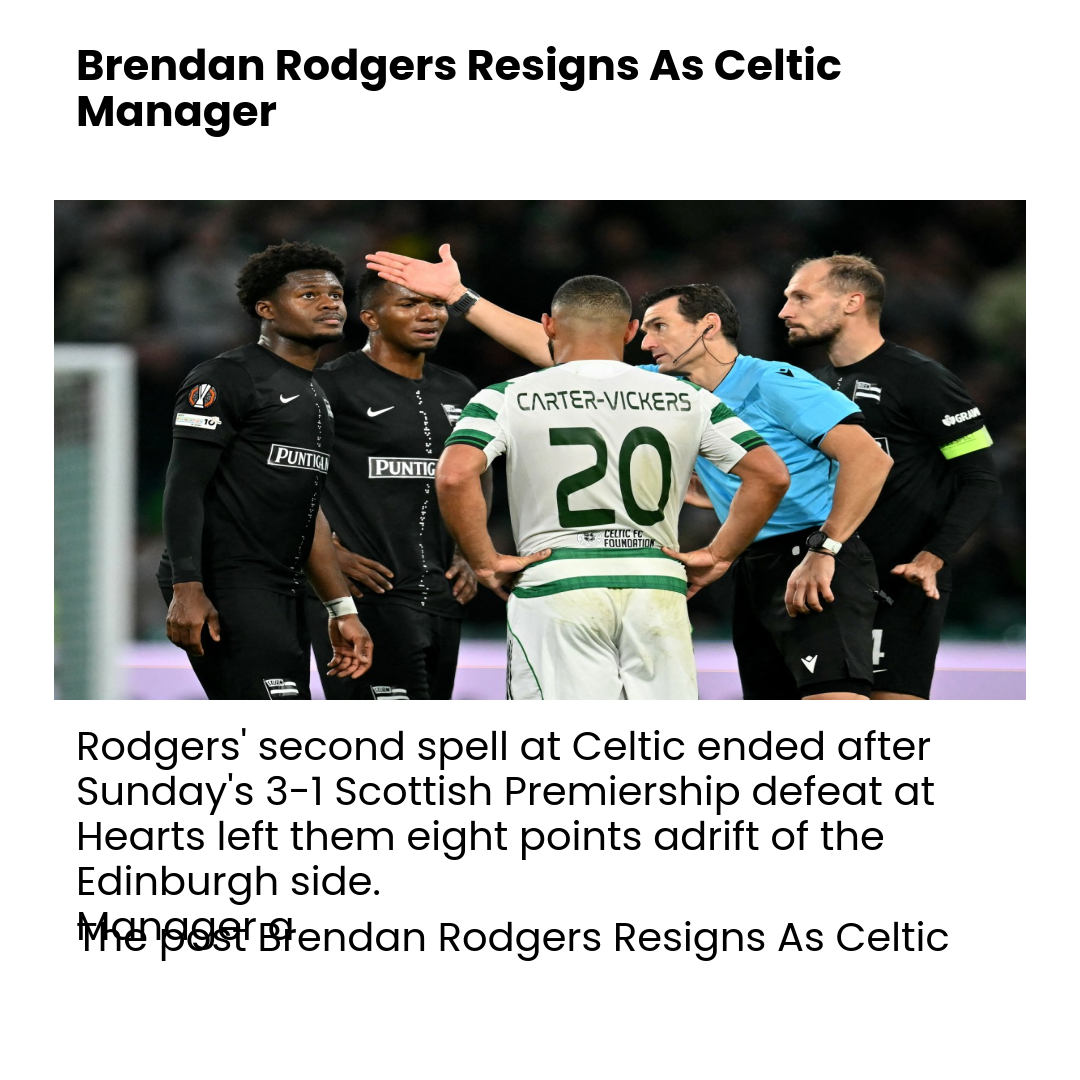 Brendan Rodgers Resigns As Celtic
Manager
CARTER-VICKERS
20
CELTIC FC
FOUNDATION
PUNTIGAM
PUNTIG
GRAW
Rodgers' second spell at Celtic ended after
Sunday's 3-1 Scottish Premiership defeat at
Hearts left them eight points adrift of the
Edinburgh side.
Manager a
The post Brendan Rodgers Resigns As Celtic